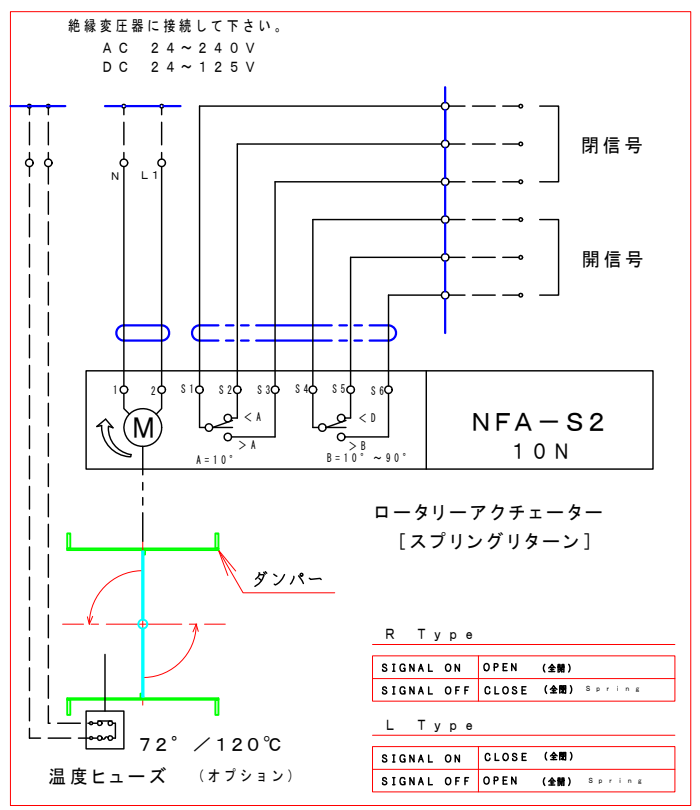 絶縁変圧器に接続して下さい。
AC 24～240V
DC 24～125V
閉信号
N L1
開信号
1 2 S1 S2 S3 S4 S5 S6
<A <D
M
>A >B
A=10° B=10°～90°
NFA－S2
10N
ロータリーアクチェーター
[スプリングリターン]
ダンパー
R Type
SIGNAL ON OPEN (全開)
SIGNAL OFF CLOSE (全閉) Spring
L Type
SIGNAL ON CLOSE (全閉)
SIGNAL OFF OPEN (全開) Spring
72°／120℃
温度ヒューズ (オプション)